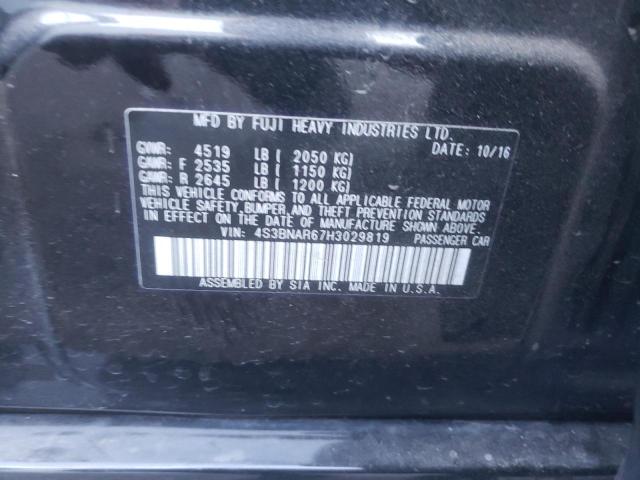 MFD BY FUJI HEAVY INDUSTRIES LTD.
GVWR: 4519 LB ( 2050 KG) DATE: 10/16
GAWR: F 2535 LB ( 1150 KG)
GAWR: R 2645 LB ( 1200 KG)
THIS VEHICLE CONFORMS TO ALL APPLICABLE FEDERAL MOTOR
VEHICLE SAFETY, BUMPER, AND THEFT PREVENTION STANDARDS
IN EFFECT ON THE DATE OF MANUFACTURE SHOWN ABOVE.
VIN: 4S3BNAR67H3029819 PASSENGER CAR
ASSEMBLED BY SIA INC. MADE IN U.S.A.